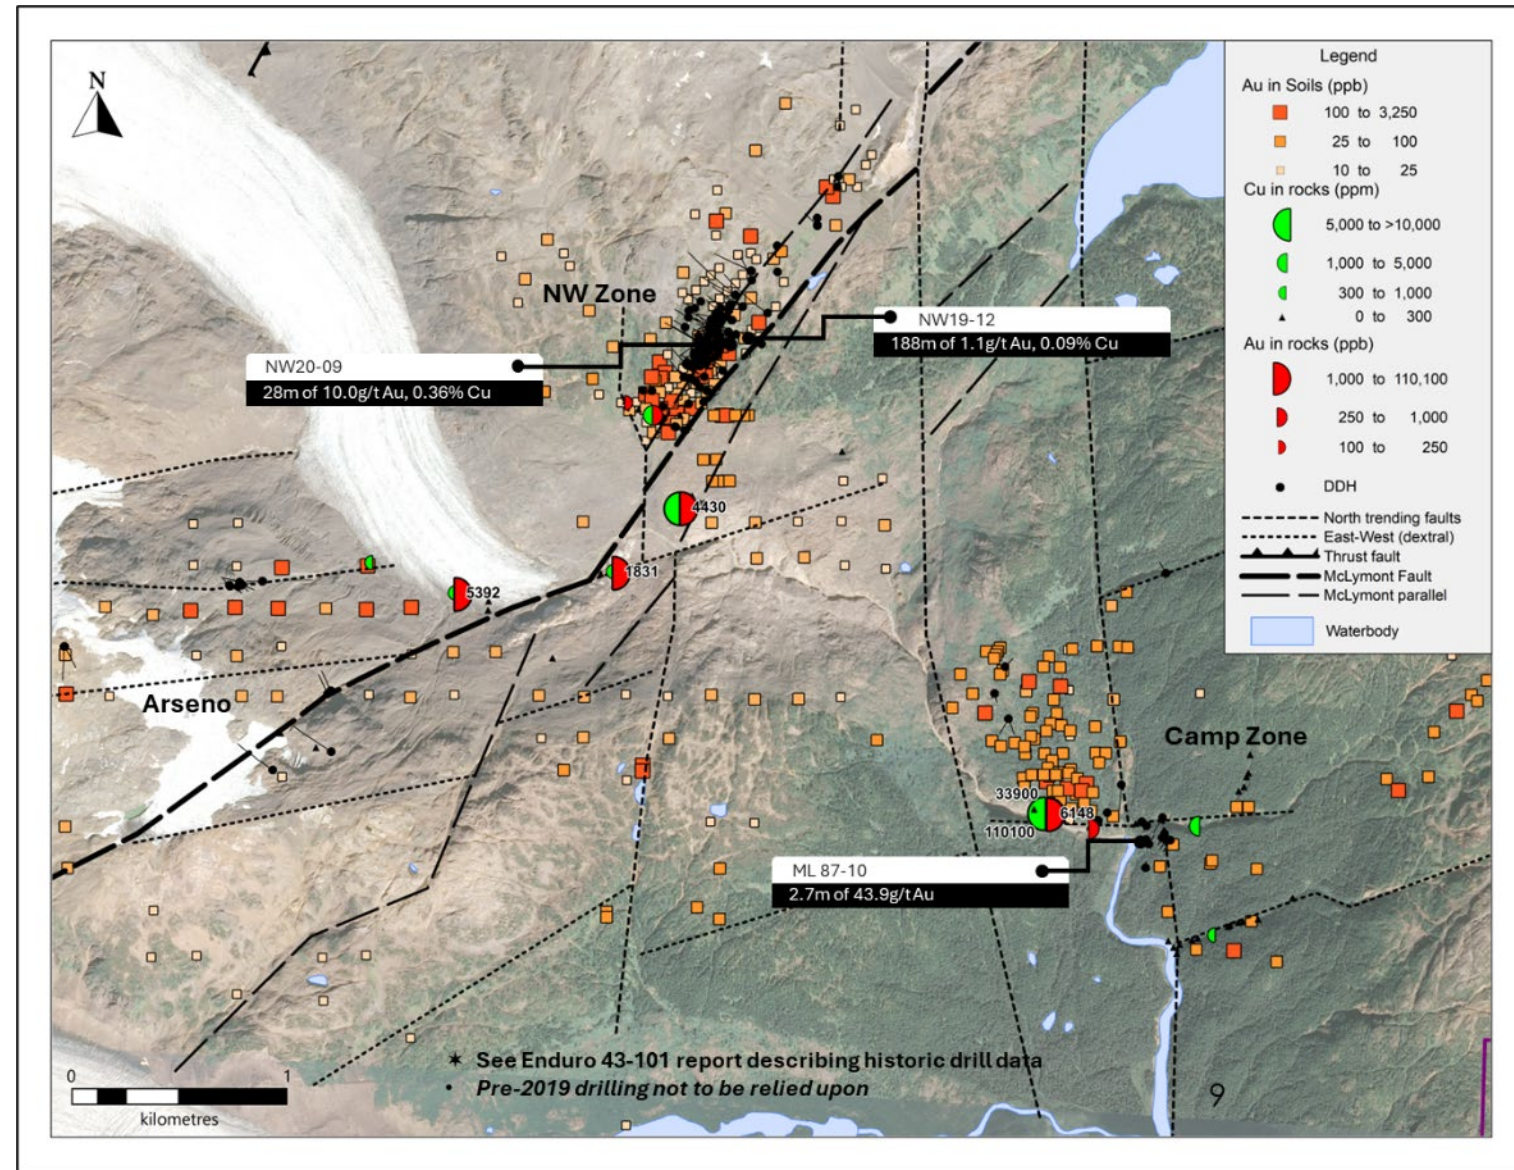 N
Legend
Au in Soils (ppb)
100 to 3,250
25 to 100
10 to 25
Cu in rocks (ppm)
5,000 to >10,000
1,000 to 5,000
300 to 1,000
0 to 300
Au in rocks (ppb)
1,000 to 110,100
250 to 1,000
100 to 250
DDH
North trending faults
East-West (dextral)
Thrust fault
McLymont Fault
McLymont parallel
Waterbody
NW Zone
NW19-12
188m of 1.1g/t Au, 0.09% Cu
NW20-09
28m of 10.0g/t Au, 0.36% Cu
4430
1831
5392
Arseno
Camp Zone
33900
6148
110100
ML 87-10
2.7m of 43.9g/t Au
✶ See Enduro 43-101 report describing historic drill data
• Pre-2019 drilling not to be relied upon
0 1
kilometres
9